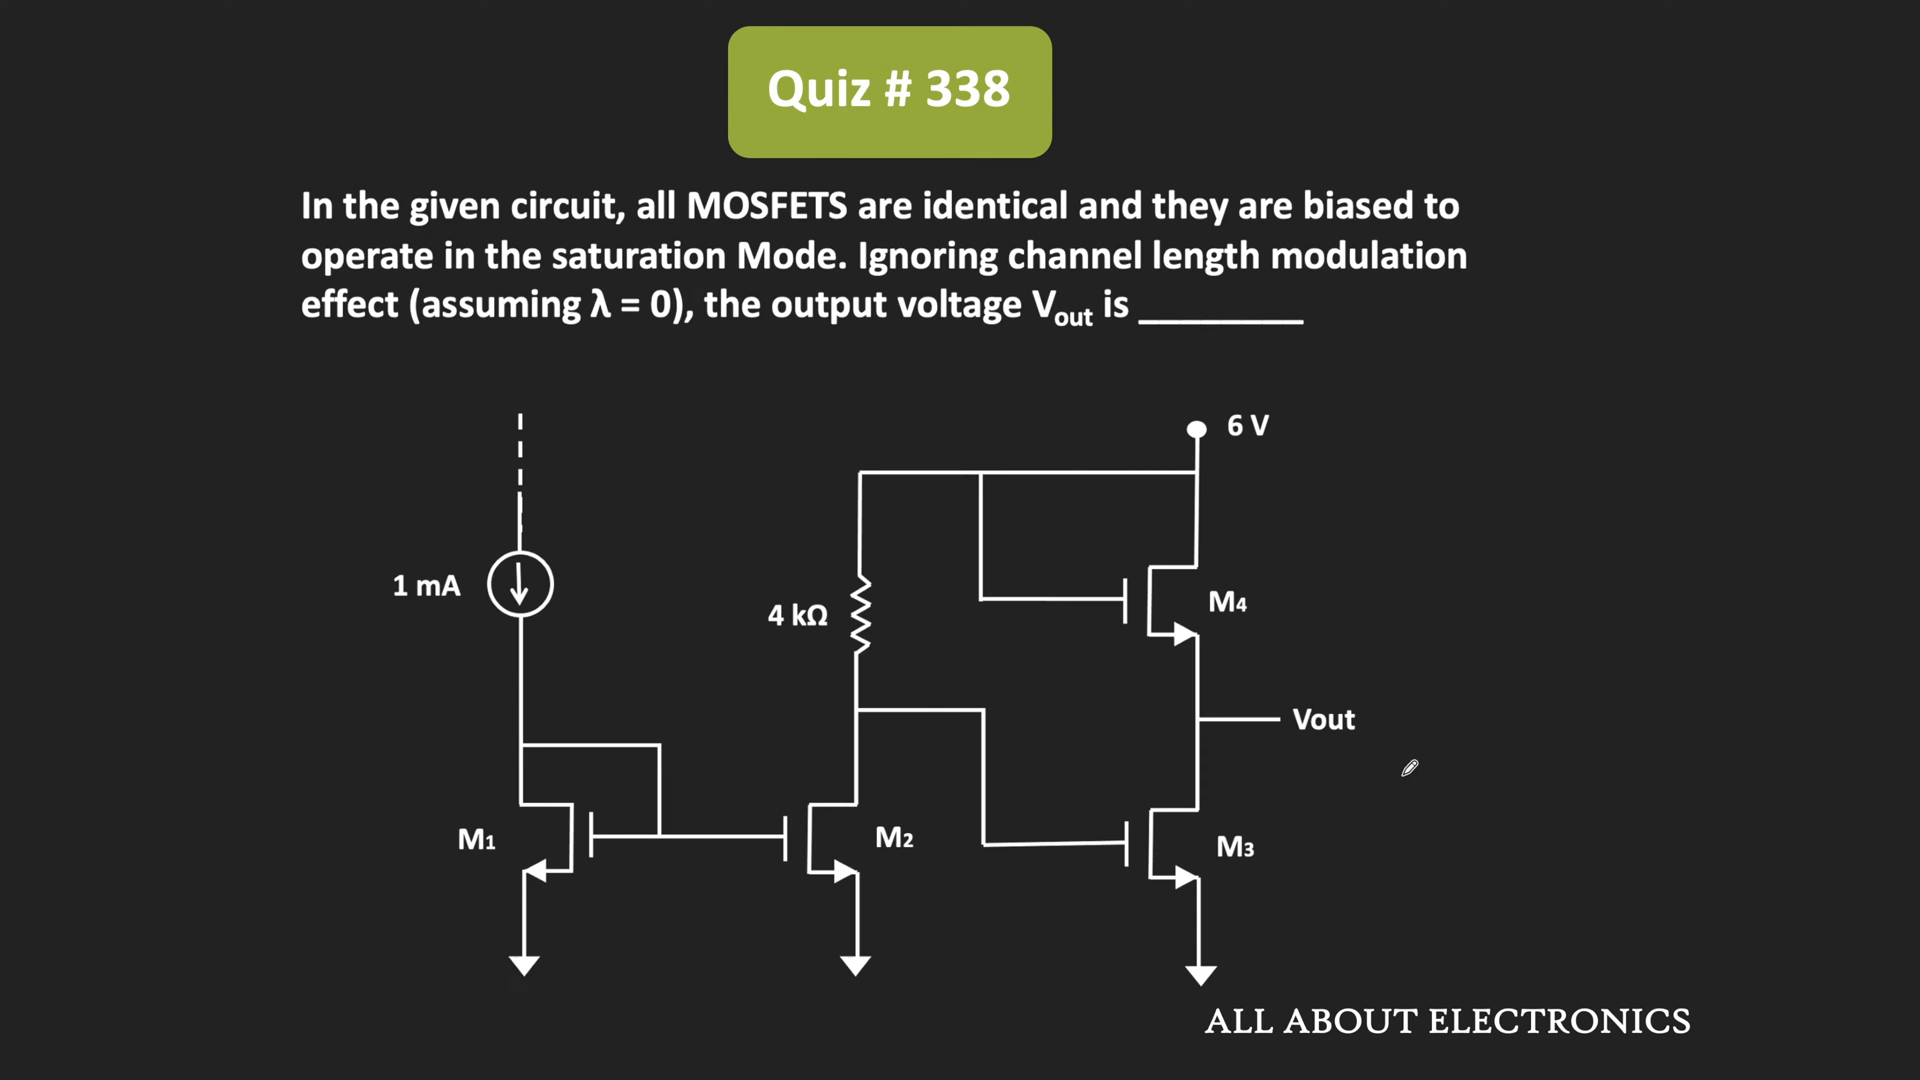 Quiz # 338
In the given circuit, all MOSFETS are identical and they are biased to
operate in the saturation Mode. Ignoring channel length modulation
effect (assuming λ = 0), the output voltage Vout is ________
6 V
1 mA
4 kΩ
M4
Vout
M1
M2
M3
ALL ABOUT ELECTRONICS